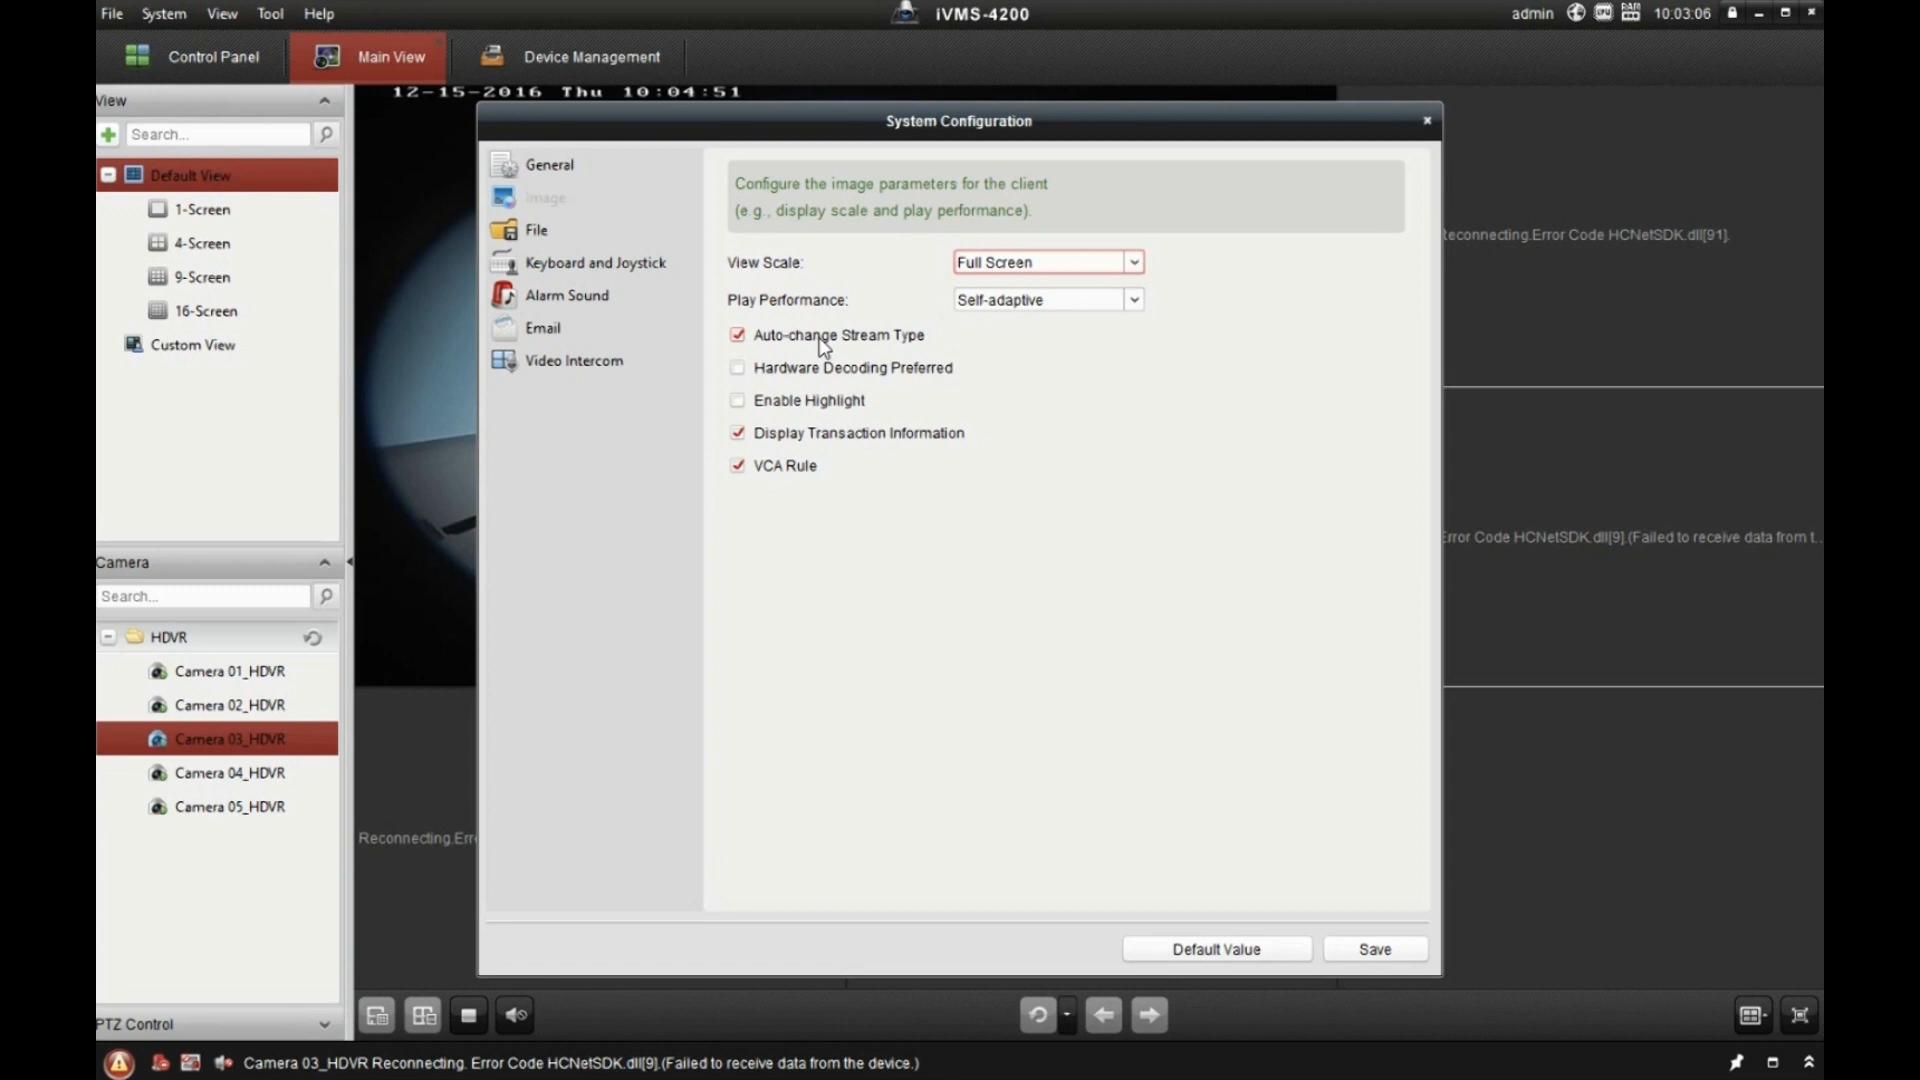 File System View Tool Help
iVMS-4200
admin 10:03:06
Control Panel
Main View
Device Management
View
Search...
Default View
1-Screen
4-Screen
9-Screen
16-Screen
Custom View
Camera
Search...
HDVR
Camera 01_HDVR
Camera 02_HDVR
Camera 03_HDVR
Camera 04_HDVR
Camera 05_HDVR
PTZ Control
12-15-2016 Thu 10:04:51
System Configuration
General
Image
File
Keyboard and Joystick
Alarm Sound
Email
Video Intercom
Configure the image parameters for the client
(e.g., display scale and play performance).
View Scale: Full Screen
Play Performance: Self-adaptive
Auto-change Stream Type
Hardware Decoding Preferred
Enable Highlight
Display Transaction Information
VCA Rule
Default Value
Save
Reconnecting.Error Code HCNetSDK.dll[91].
Error Code HCNetSDK.dll[9].(Failed to receive data from t...
Reconnecting.Err
Camera 03_HDVR Reconnecting. Error Code HCNetSDK.dll[9].(Failed to receive data from the device.)